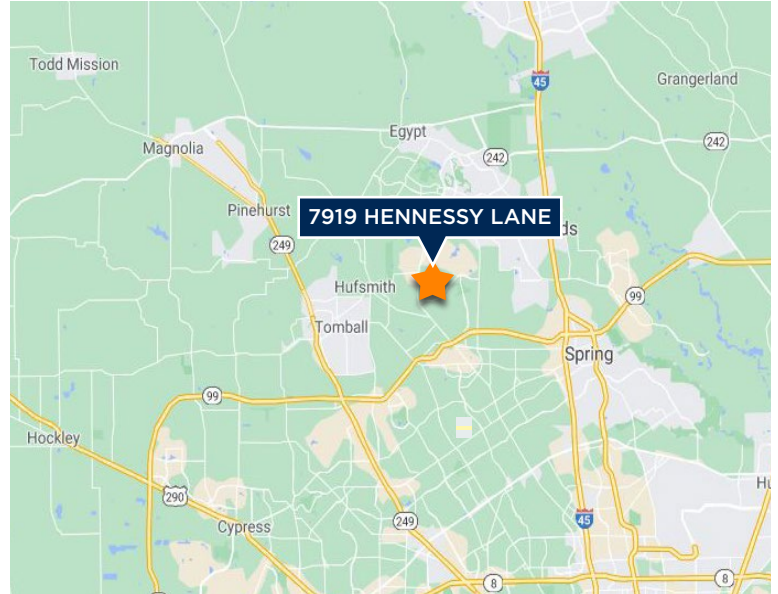 Todd Mission
45
Grangerland
Egypt
242
Magnolia
242
Pinehurst
7919 HENNESSY LANE
ds
249
Hufsmith
99
Tomball
Spring
99
Hockley
290
Hu
Cypress
249
45
8
8